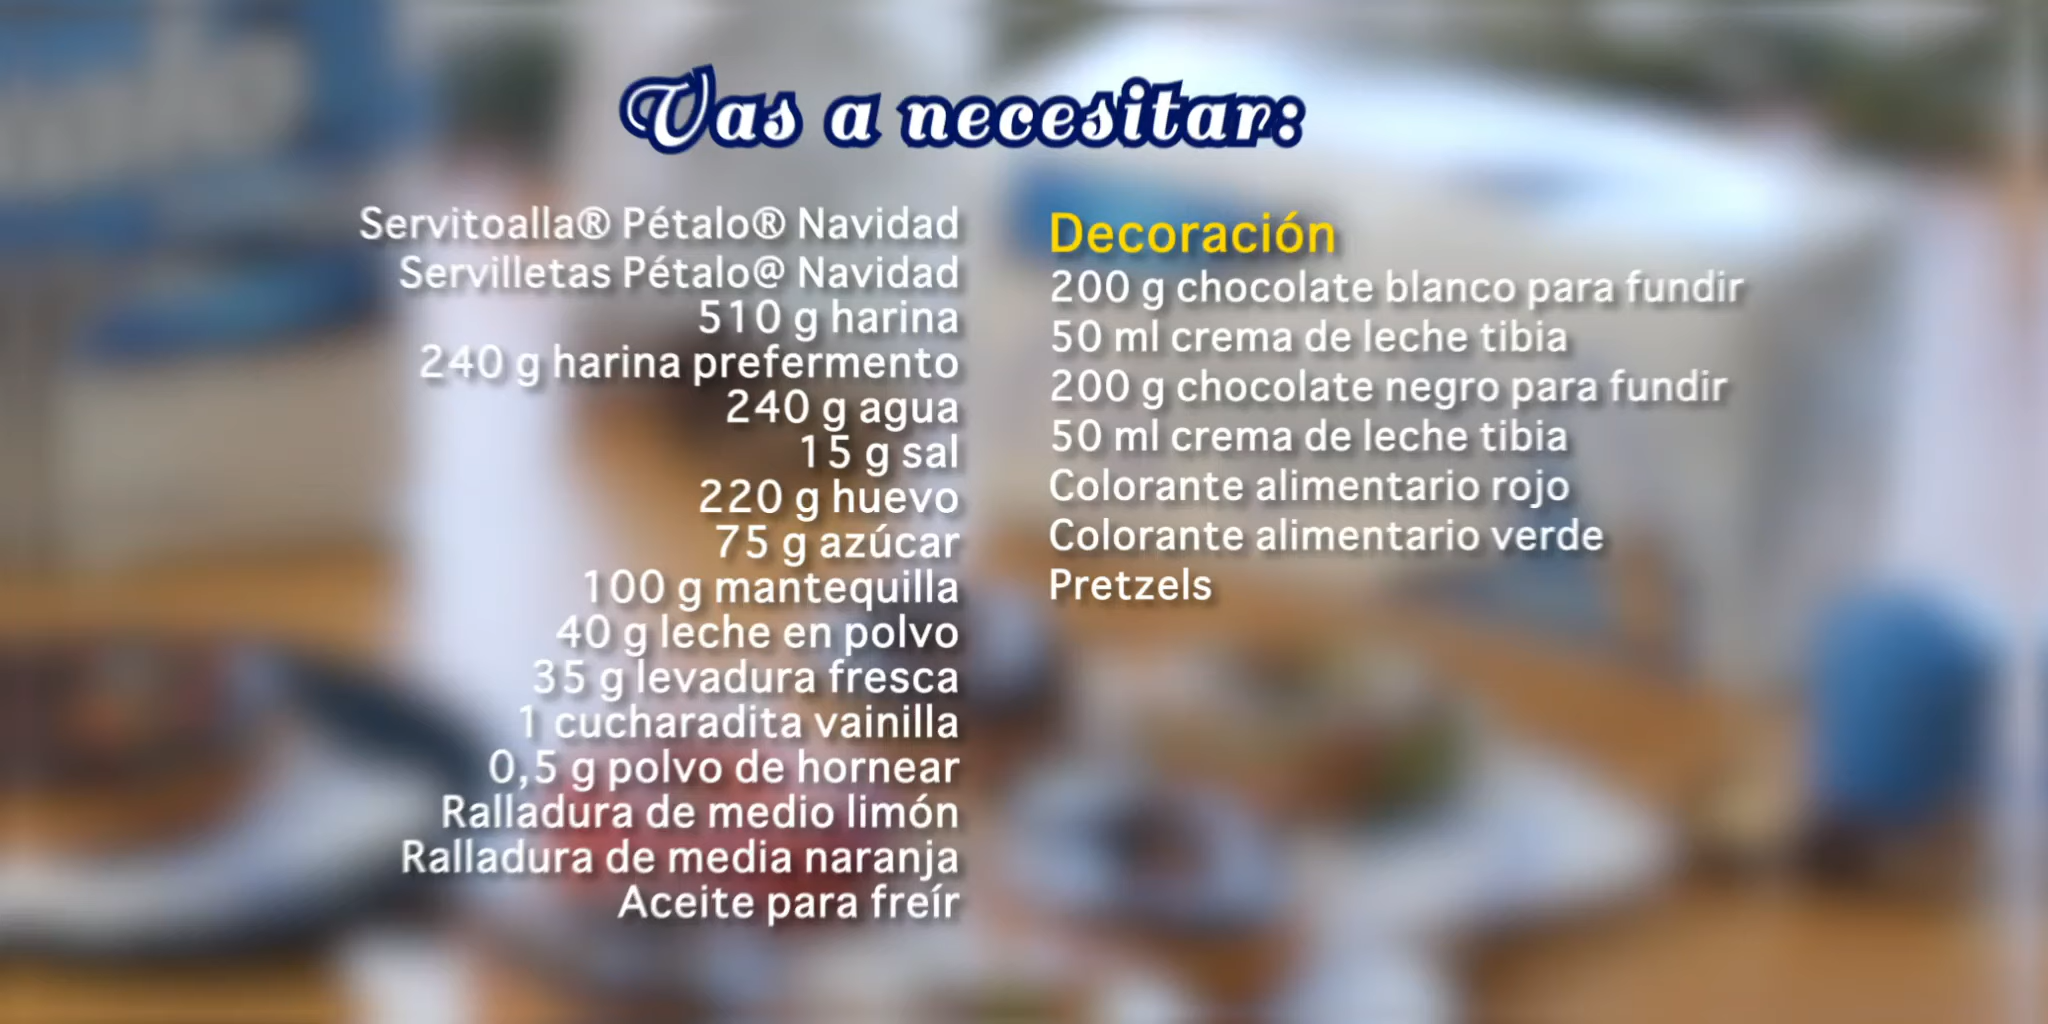 Vas a necesitar:
Servitoalla® Pétalo® Navidad
Servilletas Pétalo@ Navidad
510 g harina
240 g harina prefermento
240 g agua
15 g sal
220 g huevo
75 g azúcar
100 g mantequilla
40 g leche en polvo
35 g levadura fresca
1 cucharadita vainilla
0,5 g polvo de hornear
Ralladura de medio limón
Ralladura de media naranja
Aceite para freír
Decoración
200 g chocolate blanco para fundir
50 ml crema de leche tibia
200 g chocolate negro para fundir
50 ml crema de leche tibia
Colorante alimentario rojo
Colorante alimentario verde
Pretzels